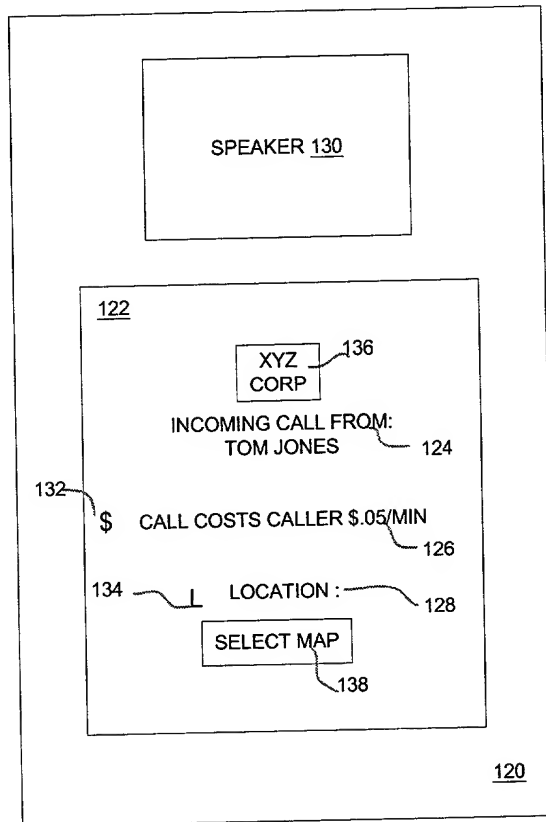 SPEAKER 130
122
XYZ
CORP
136
INCOMING CALL FROM:
TOM JONES
124
132
$ CALL COSTS CALLER $.05/MIN
126
134
L LOCATION :
128
SELECT MAP
138
120